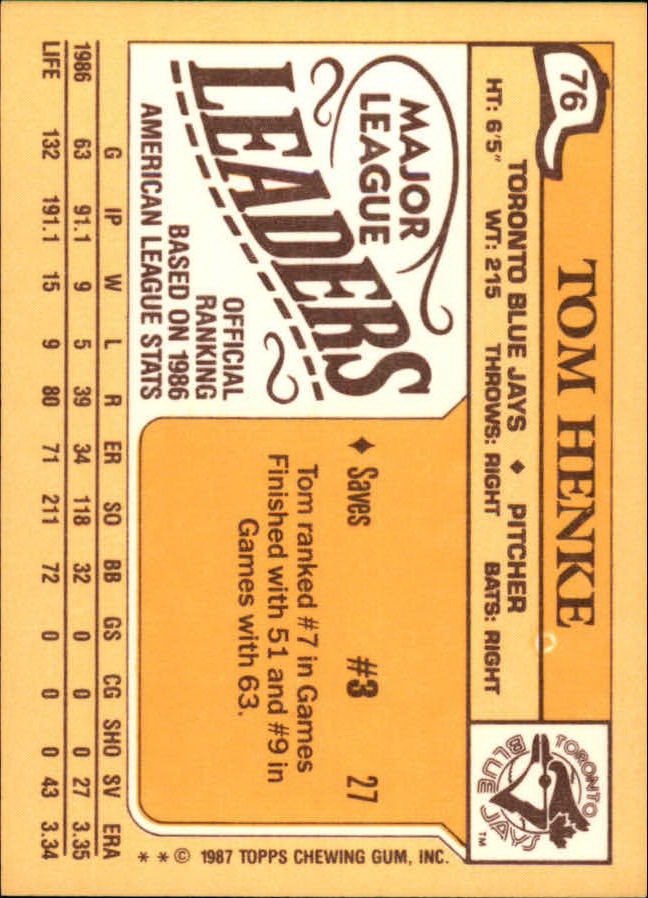 76
TOM HENKE
TORONTO BLUE JAYS ♦ PITCHER
HT: 6'5" WT: 215 THROWS: RIGHT BATS: RIGHT
TORONTO
BLUE JAYS
TM
MAJOR
LEAGUE
LEADERS
OFFICIAL
RANKING
BASED ON 1986
AMERICAN LEAGUE STATS
♦ Saves #3 27
Tom ranked #7 in Games
Finished with 51 and #9 in
Games with 63.
* * © 1987 TOPPS CHEWING GUM, INC.
G IP W L R ER SO BB GS CG SHO SV ERA
1986 63 91.1 9 5 39 34 118 32 0 0 0 27 3.35
LIFE 132 191.1 15 9 80 71 211 72 0 0 0 43 3.34